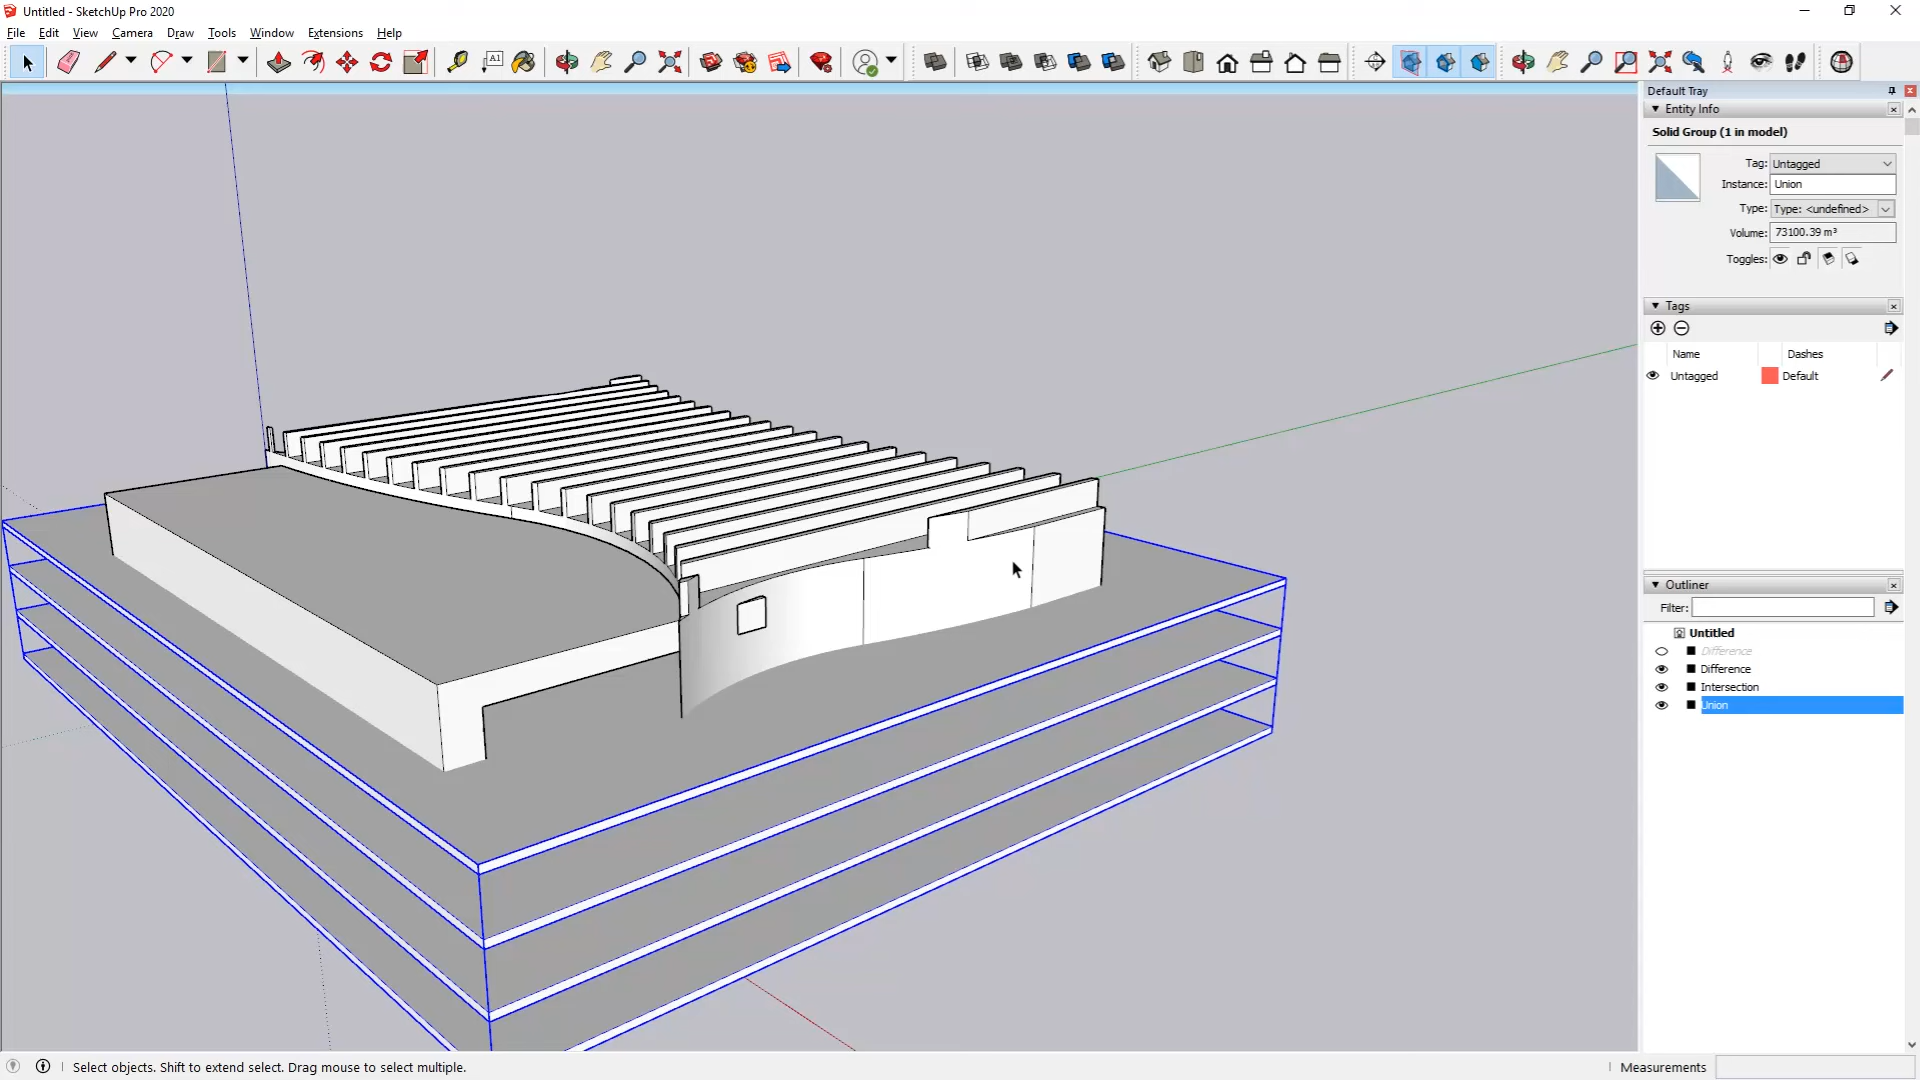 Untitled - SketchUp Pro 2020
File Edit View Camera Draw Tools Window Extensions Help
A1
Default Tray
Entity Info
Solid Group (1 in model)
Tag: Untagged
Instance: Union
Type: Type: <undefined>
Volume: 73100.39 m³
Toggles:
Tags
Name Dashes
Untagged Default
Outliner
Filter:
Untitled
Difference
Difference
Intersection
Union
Select objects. Shift to extend select. Drag mouse to select multiple.
Measurements